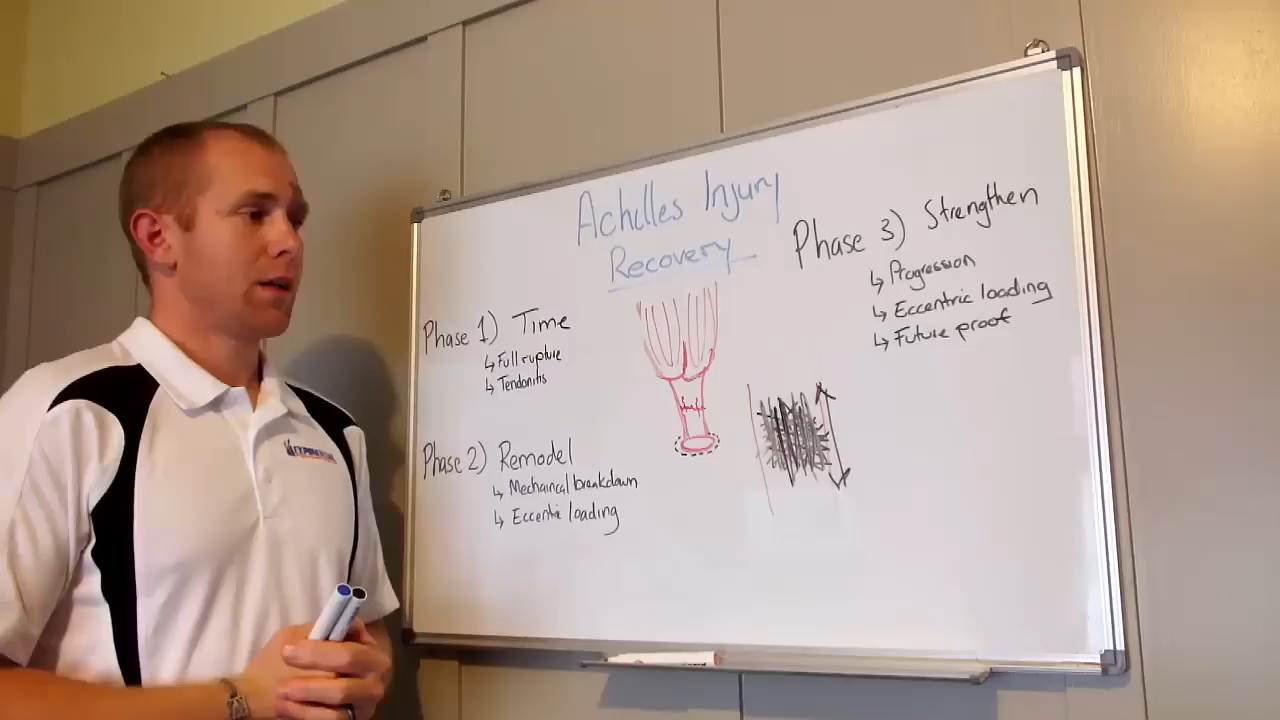 Achilles Injury
Recovery
Phase 1) Time
↳ Full rupture
↳ Tendonitis
Phase 2) Remodel
↳ Mechaincal breakdown
↳ Eccentric loading
Phase 3) Strengthen
↳ Progression
↳ Eccentric loading
↳ Future proof